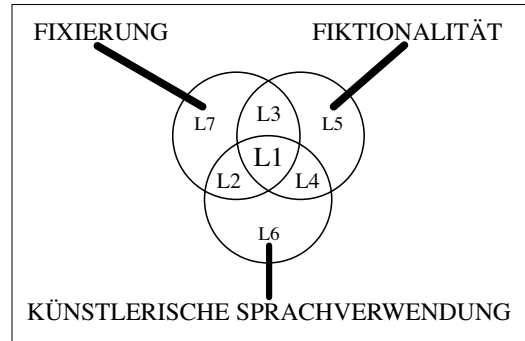 FIXIERUNG FIKTIONALITÄT
L3
L7 L5
L1
L2 L4
L6
KÜNSTLERISCHE SPRACHVERWENDUNG